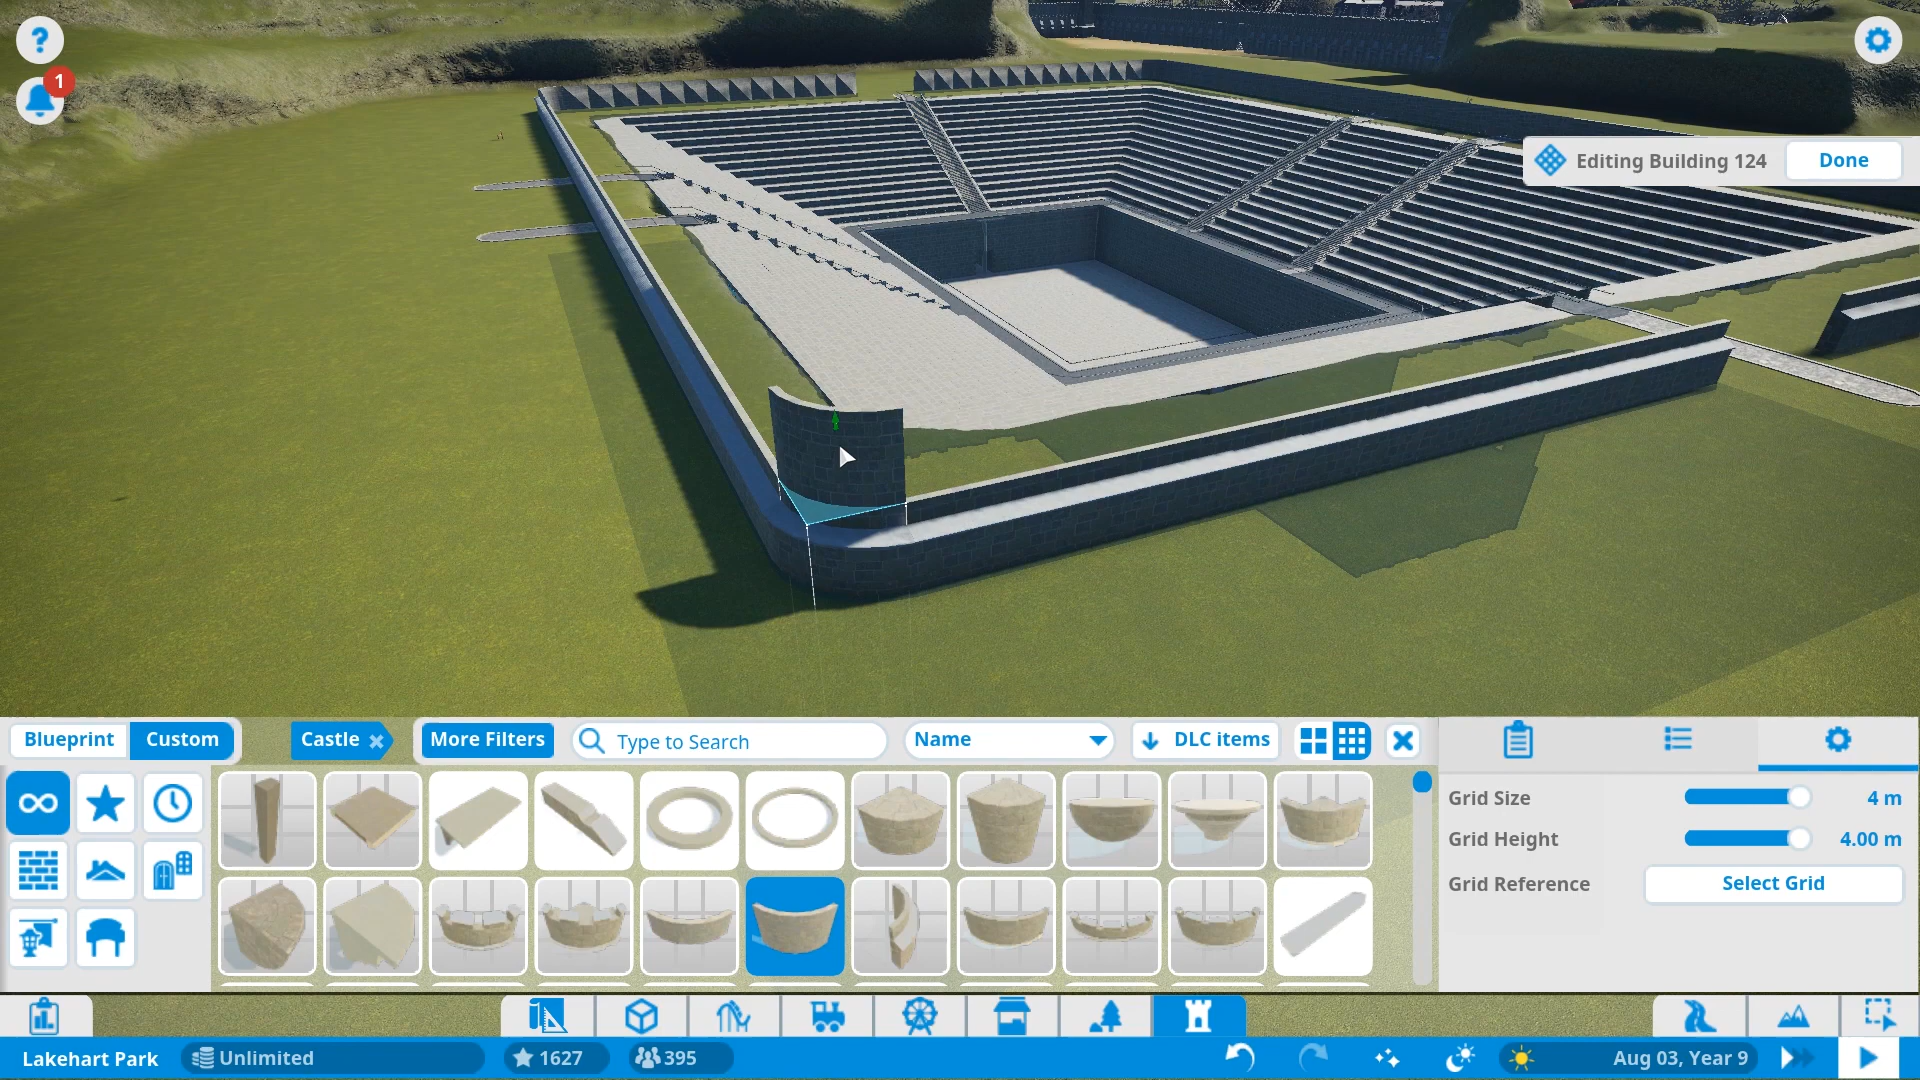 ?
1
Editing Building 124
Done
Blueprint
Custom
Castle
More Filters
Type to Search
Name
DLC items
Grid Size
4 m
Grid Height
4.00 m
Grid Reference
Select Grid
Lakehart Park
Unlimited
1627
395
Aug 03, Year 9